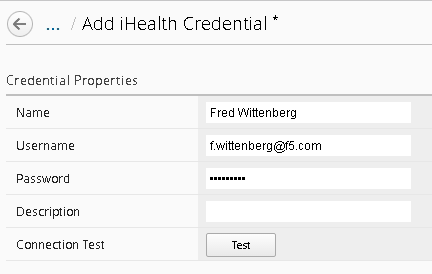 ... / Add iHealth Credential *
Credential Properties
Name Fred Wittenberg
Username f.wittenberg@f5.com
Password •••••••••
Description
Connection Test Test